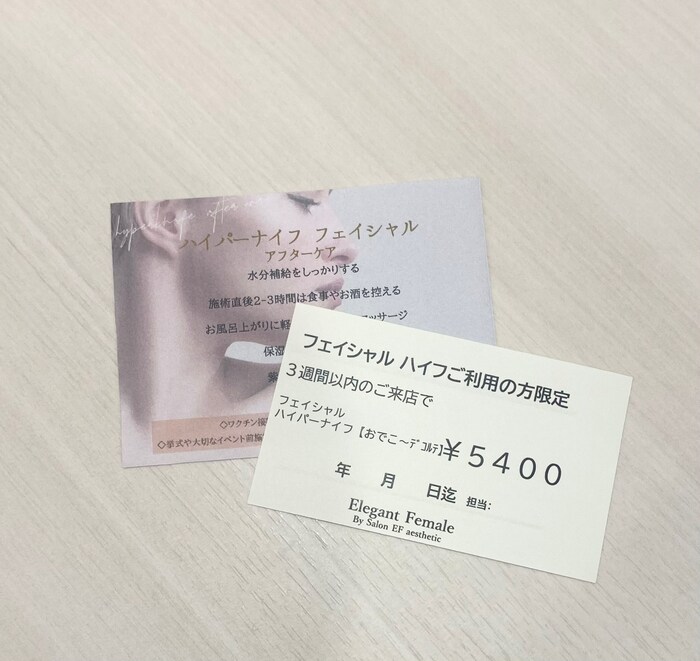 ハイパーナイフ フェイシャル
アフターケア
水分補給をしっかりする
施術直後2-3時間は食事やお酒を控える
お風呂上がりに軽
ッサージ
保湿
紫
◇ワクチン接
◇挙式や大切なイベント前施
フェイシャル ハイフご利用の方限定
３週間以内のご来店で
フェイシャル
ハイパーナイフ【おでこ～ﾃﾞｺﾙﾃ】¥５４００
年 月 日迄 担当:
Elegant Female
By Salon EF aesthetic